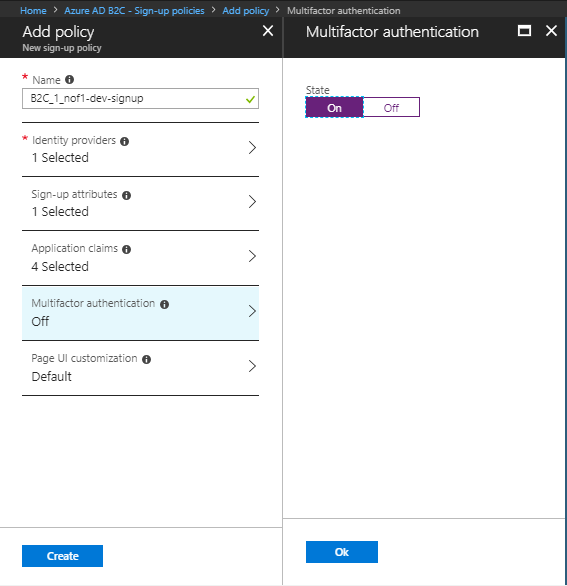 Home > Azure AD B2C - Sign-up policies > Add policy > Multifactor authentication
Add policy
New sign-up policy
* Name
B2C_1_nof1-dev-signup
* Identity providers
1 Selected
Sign-up attributes
1 Selected
Application claims
4 Selected
Multifactor authentication
Off
Page UI customization
Default
Create
Multifactor authentication
State
On Off
Ok